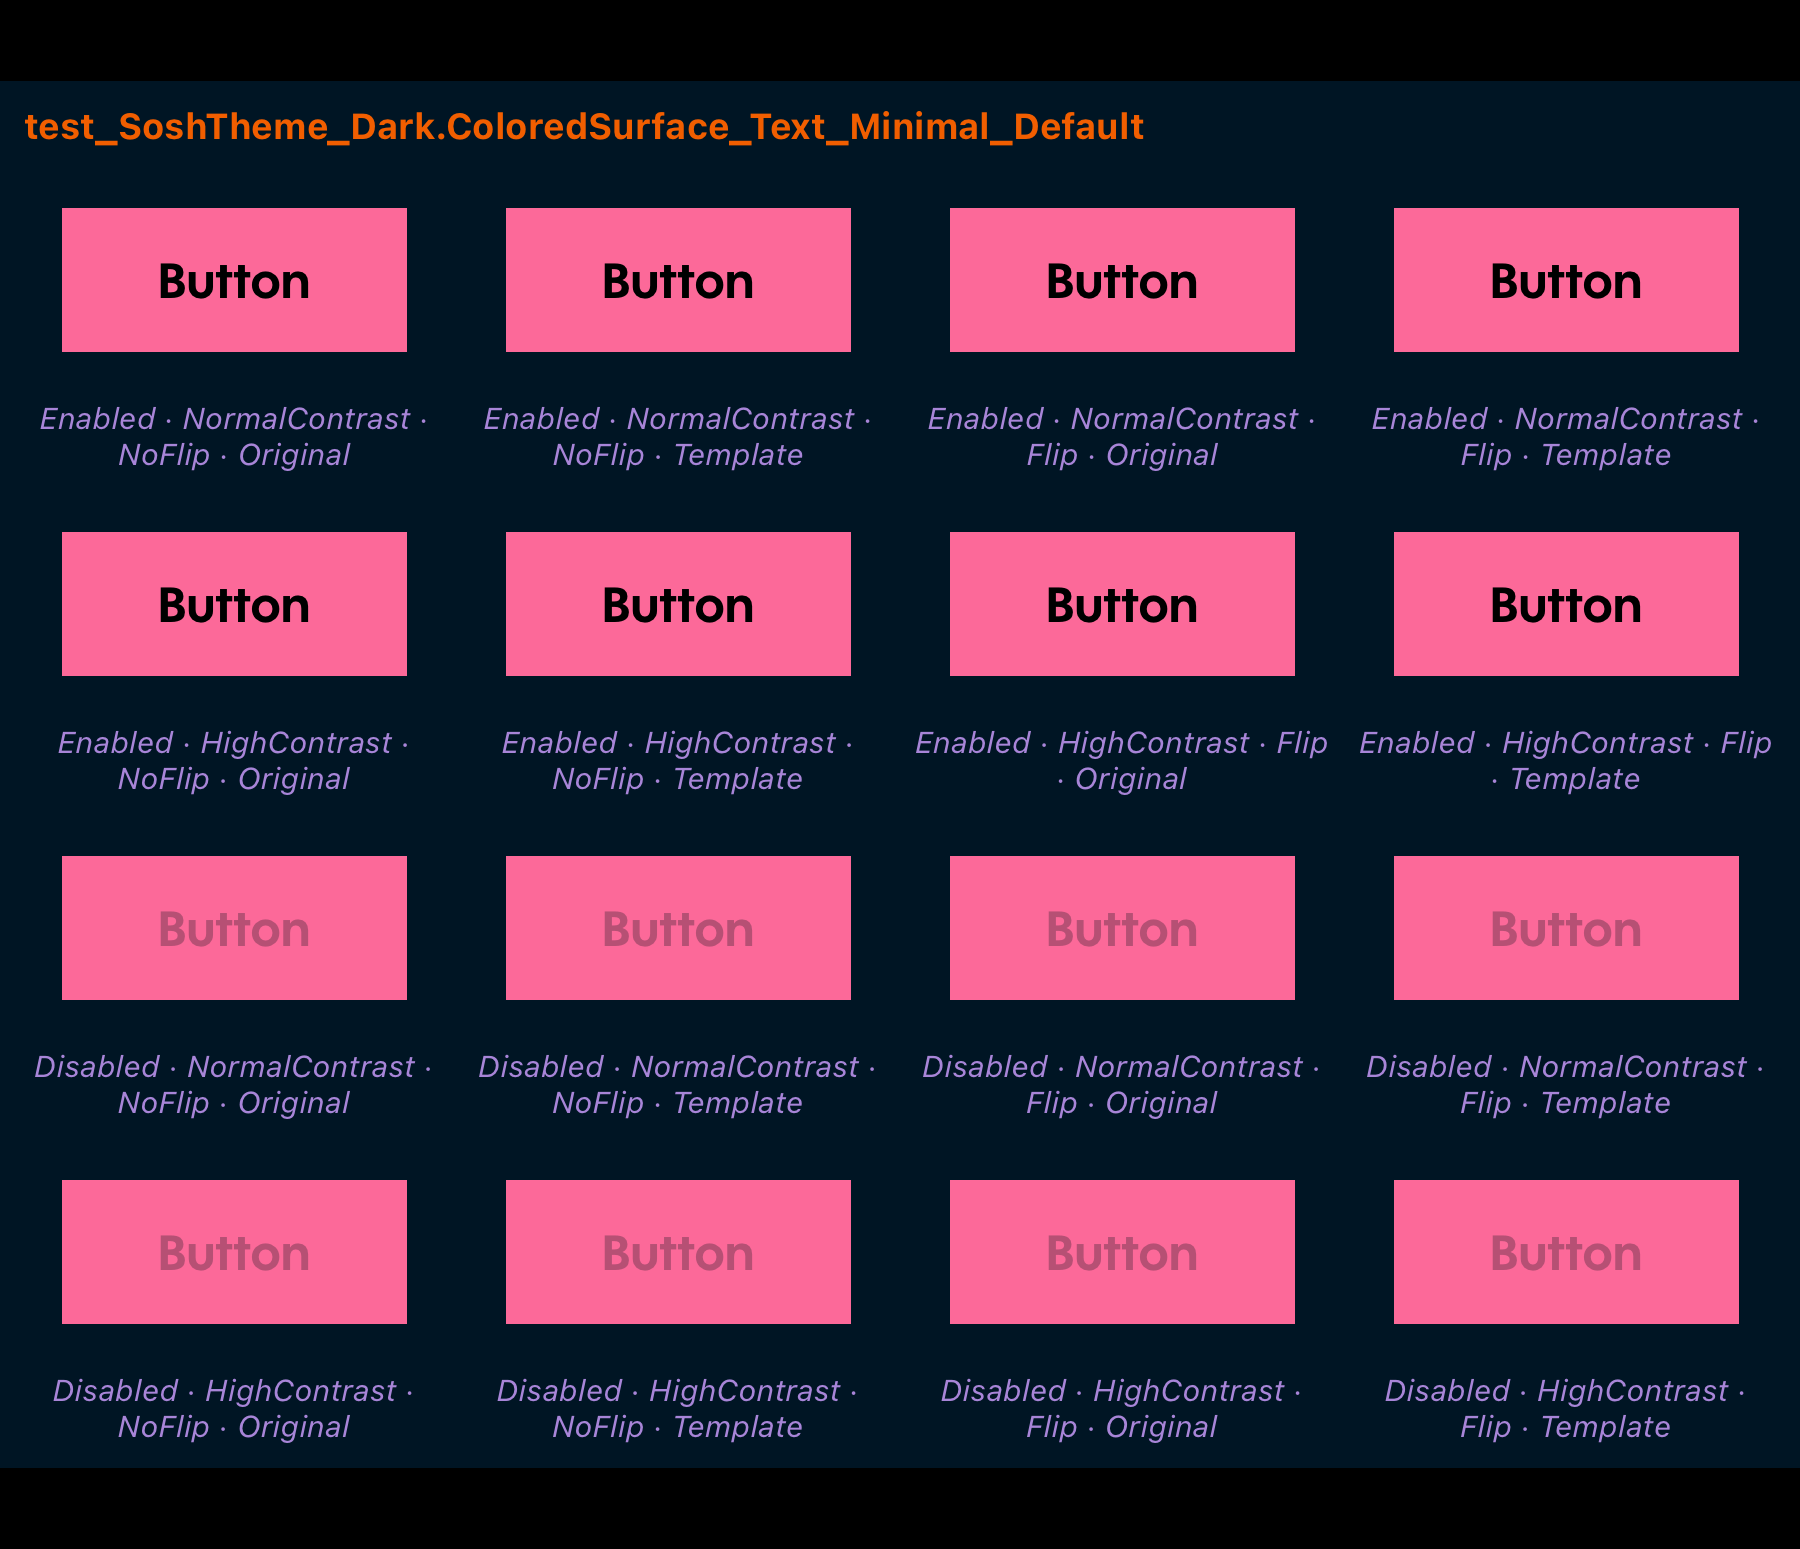 test_SoshTheme_Dark.ColoredSurface_Text_Minimal_Default
Button Button Button Button
Enabled · NormalContrast · Enabled · NormalContrast · Enabled · NormalContrast · Enabled · NormalContrast ·
NoFlip · Original NoFlip · Template Flip · Original Flip · Template
Button Button Button Button
Enabled · HighContrast · Enabled · HighContrast · Enabled · HighContrast · Flip Enabled · HighContrast · Flip
NoFlip · Original NoFlip · Template · Original · Template
Button Button Button Button
Disabled · NormalContrast · Disabled · NormalContrast · Disabled · NormalContrast · Disabled · NormalContrast ·
NoFlip · Original NoFlip · Template Flip · Original Flip · Template
Button Button Button Button
Disabled · HighContrast · Disabled · HighContrast · Disabled · HighContrast · Disabled · HighContrast ·
NoFlip · Original NoFlip · Template Flip · Original Flip · Template